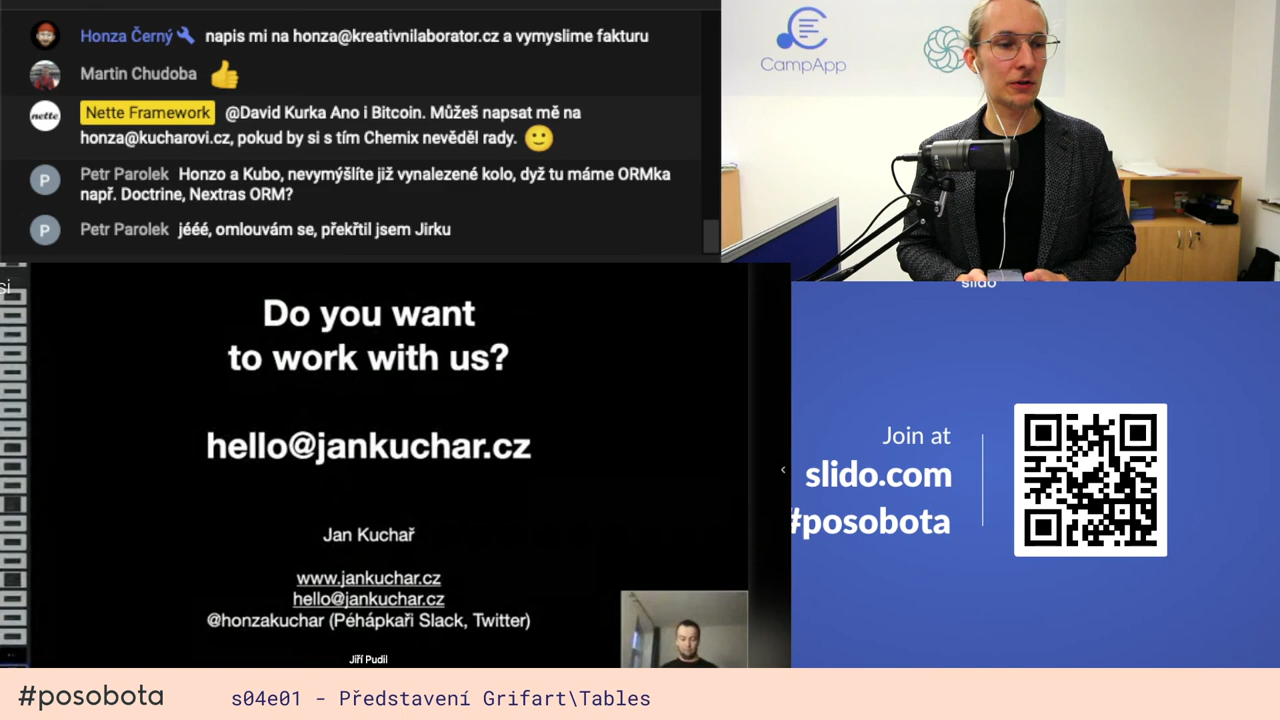 Honza Černý napis mi na honza@kreativnilaborator.cz a vymyslime fakturu
Martin Chudoba
Nette Framework @David Kurka Ano i Bitcoin. Můžeš napsat mě na
honza@kucharovi.cz, pokud by si s tím Chemix nevěděl rady.
Petr Parolek Honzo a Kubo, nevymýšlíte již vynalezené kolo, dyž tu máme ORMka
např. Doctrine, Nextras ORM?
Petr Parolek jééé, omlouvám se, překřtil jsem Jirku
nette
P
P
CampApp
si
Do you want
to work with us?
hello@jankuchar.cz
Jan Kuchař
www.jankuchar.cz
hello@jankuchar.cz
@honzakuchar (Péhápkaři Slack, Twitter)
Jiří Pudil
slido
Join at
slido.com
#posobota
#posobota
s04e01 - Představení Grifart\Tables